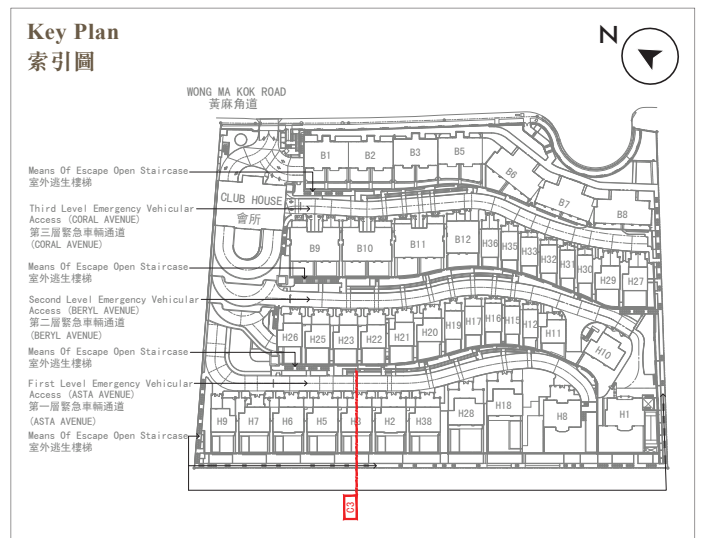 Key Plan
索引圖
N
WONG MA KOK ROAD
黃麻角道
B1 B2 B3 B5
B6
B7
B8
Means Of Escape Open Staircase
室外逃生樓梯
CLUB HOUSE
會所
Third Level Emergency Vehicular
Access (CORAL AVENUE)
第三層緊急車輛通道
(CORAL AVENUE)
B9 B10 B11 B12 H36 H35 H33 H32 H31 H30 H29 H27
Means Of Escape Open Staircase
室外逃生樓梯
Second Level Emergency Vehicular
Access (BERYL AVENUE)
第二層緊急車輛通道
(BERYL AVENUE)
H26 H25 H23 H22 H21 H20 H19 H17 H16 H15 H12 H11 H10
Means Of Escape Open Staircase
室外逃生樓梯
First Level Emergency Vehicular
Access (ASTA AVENUE)
第一層緊急車輛通道
(ASTA AVENUE)
H9 H7 H6 H5 H3 H2 H38 H28 H18 H8 H1
Means Of Escape Open Staircase
室外逃生樓梯
C3